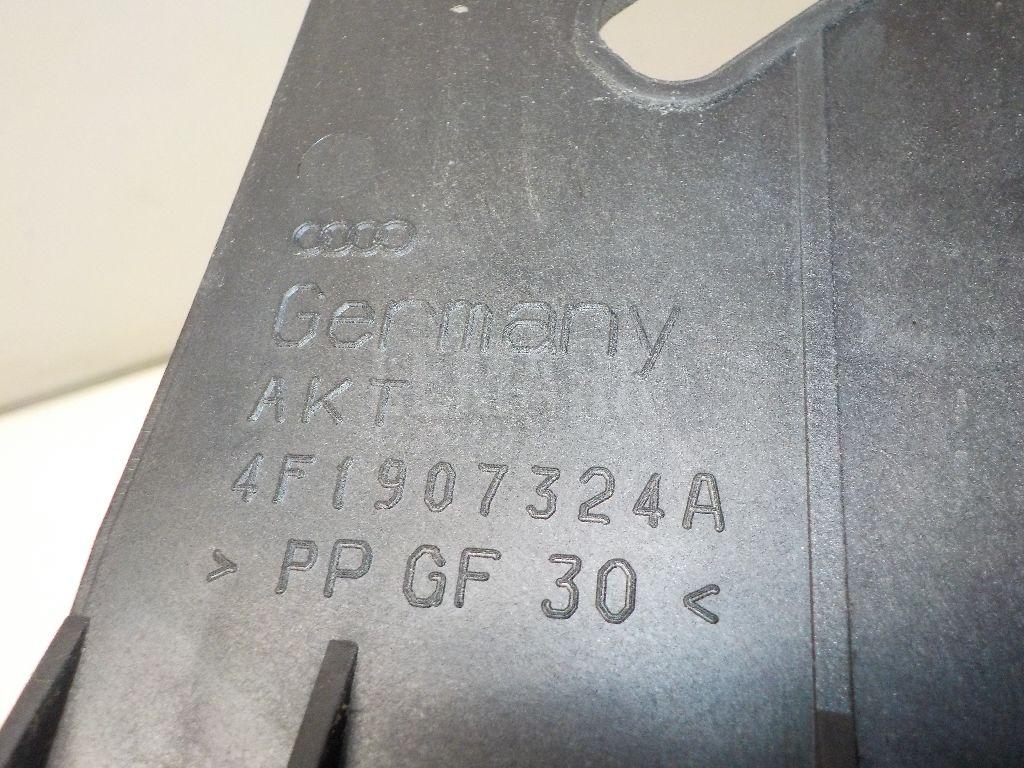 Germany
AKT
4F1907324A
> PP GF 30 <